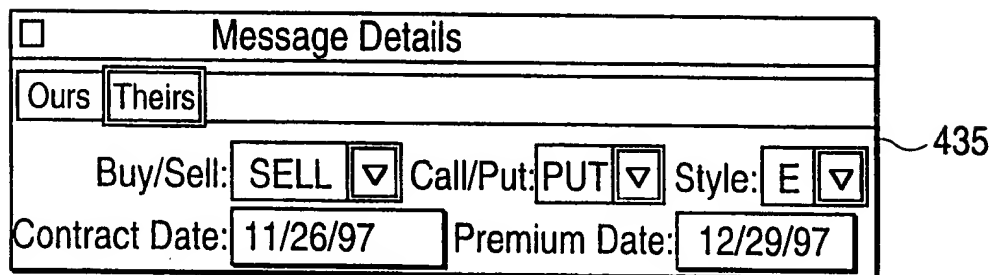 Message Details
Ours Theirs
435
Buy/Sell: SELL Call/Put: PUT Style: E
Contract Date: 11/26/97 Premium Date: 12/29/97